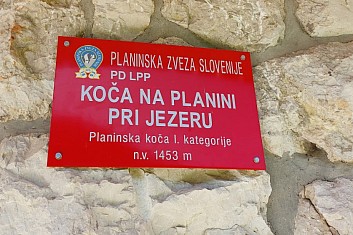 PLANINSKA ZVEZA SLOVENIJE
PD LPP
KOČA NA PLANINI
PRI JEZERU
Planinska koča I. kategorije
n.v. 1453 m